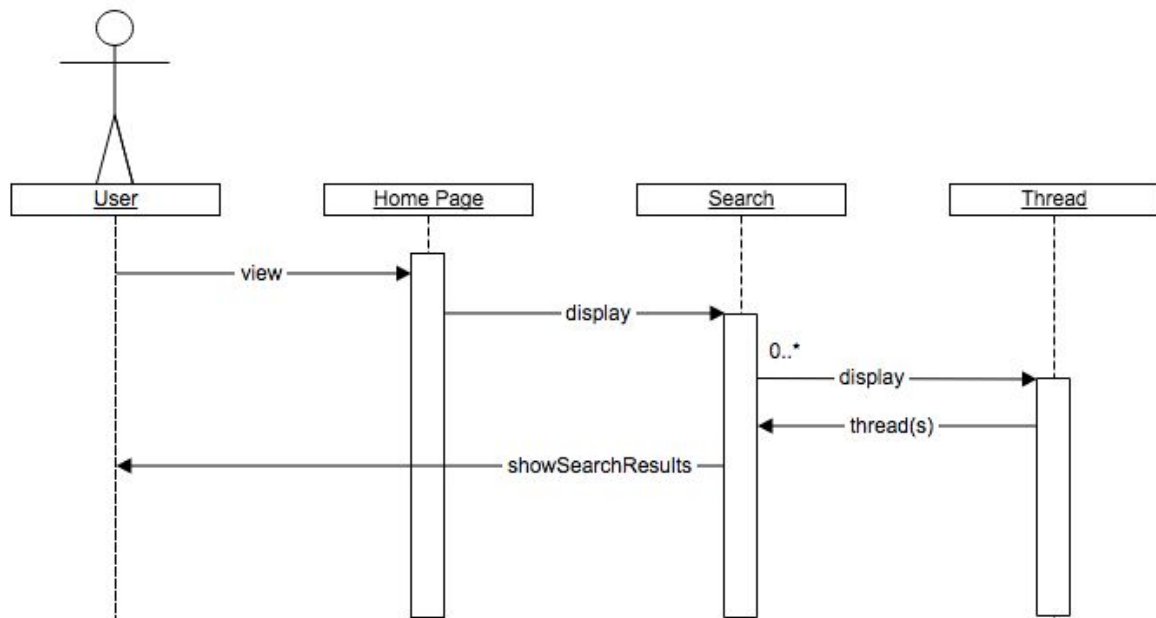 User
Home Page
Search
Thread
view
display
0..*
display
thread(s)
showSearchResults